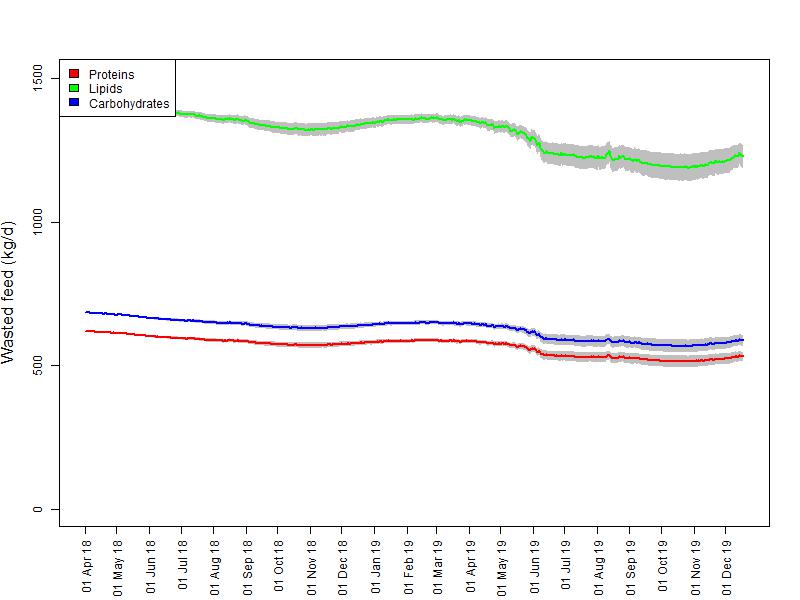 Wasted feed (kg/d)
1500
1000
500
0
Proteins
Lipids
Carbohydrates
01 Apr 18
01 May 18
01 Jun 18
01 Jul 18
01 Aug 18
01 Sep 18
01 Oct 18
01 Nov 18
01 Dec 18
01 Jan 19
01 Feb 19
01 Mar 19
01 Apr 19
01 May 19
01 Jun 19
01 Jul 19
01 Aug 19
01 Sep 19
01 Oct 19
01 Nov 19
01 Dec 19